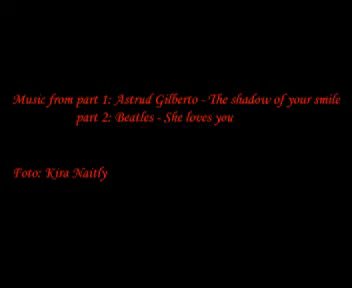 Music from part 1: Astrud Gilberto - The shadow of your smile
part 2: Beatles - She loves you
Foto: Kira Naitly